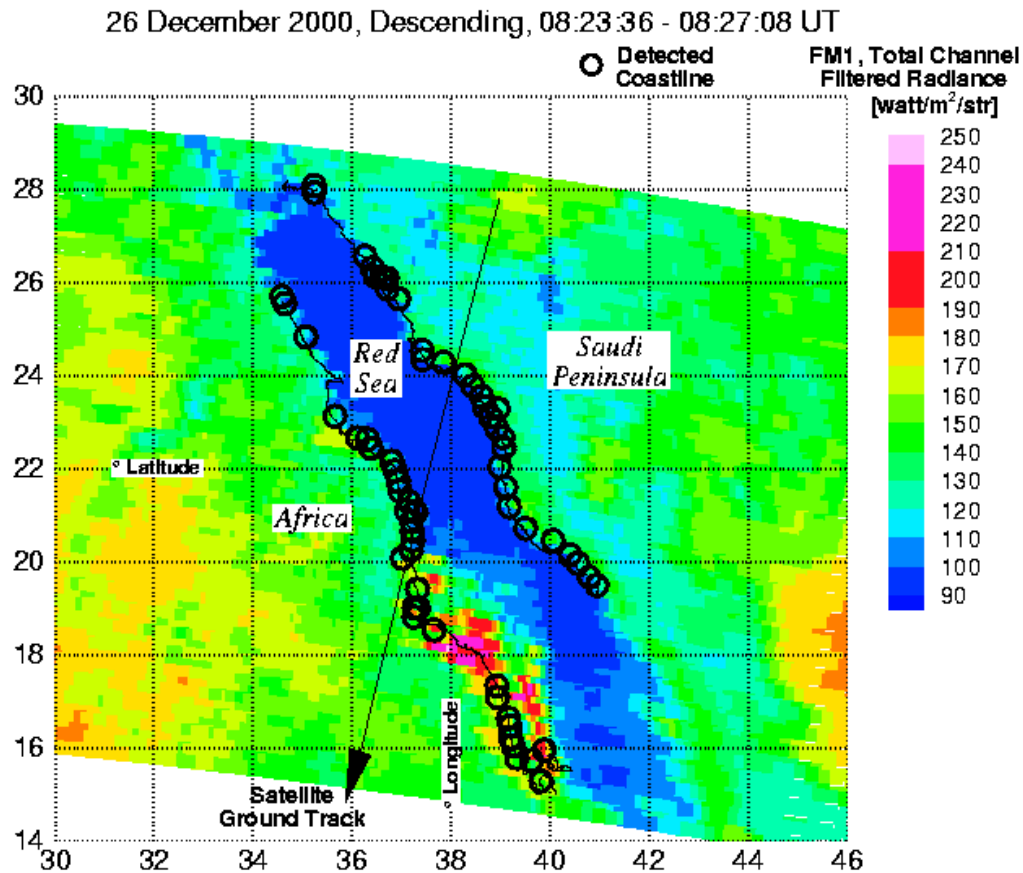 26 December 2000, Descending, 08:23:36 - 08:27:08 UT
Detected
Coastline
FM1, Total Channel
Filtered Radiance
[watt/m²/str]
30
28
26
24
22
20
18
16
14
Red
Sea
Saudi
Peninsula
° Latitude
Africa
° Longitude
Satellite
Ground Track
30 32 34 36 38 40 42 44 46
250
240
230
220
210
200
190
180
170
160
150
140
130
120
110
100
90